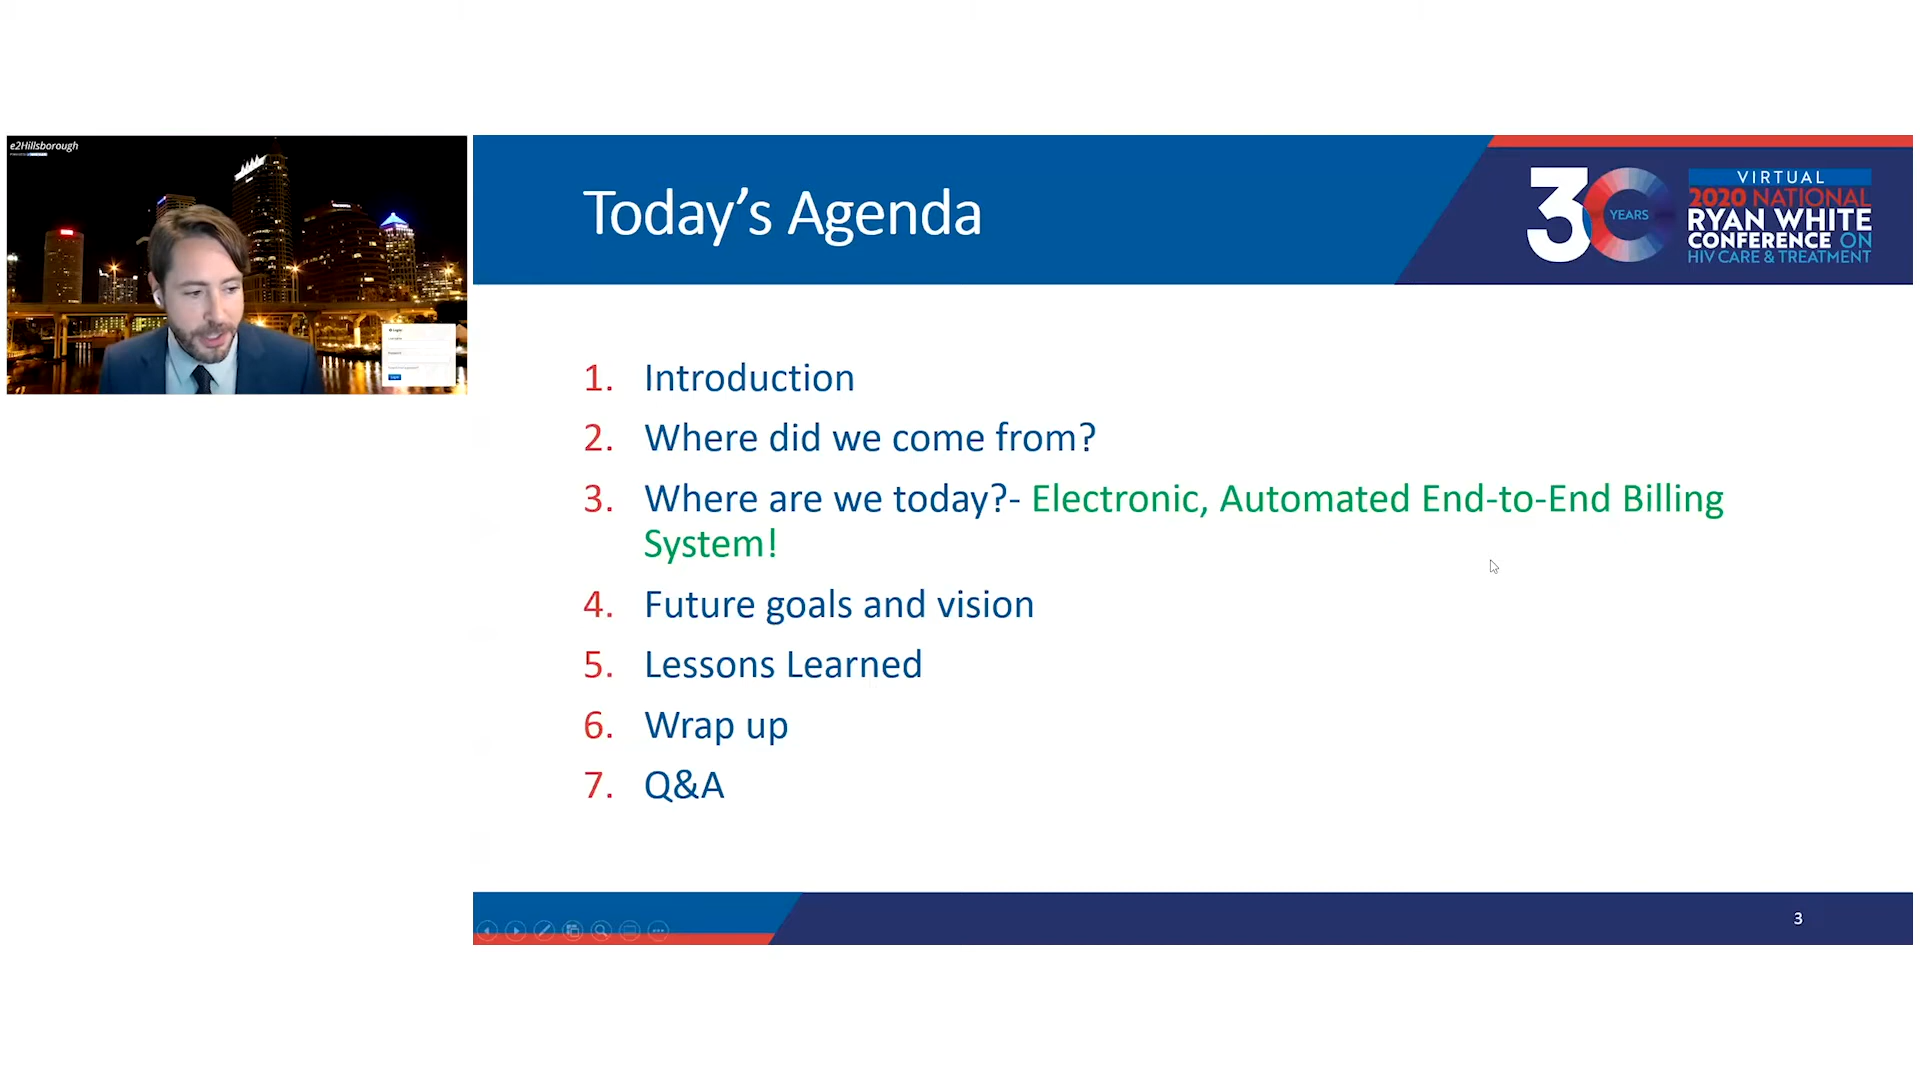 e2Hillsborough
Today's Agenda
30
YEARS
VIRTUAL
2020 NATIONAL
RYAN WHITE
CONFERENCE ON
HIV CARE & TREATMENT
1. Introduction
2. Where did we come from?
3. Where are we today?- Electronic, Automated End-to-End Billing
System!
4. Future goals and vision
5. Lessons Learned
6. Wrap up
7. Q&A
3